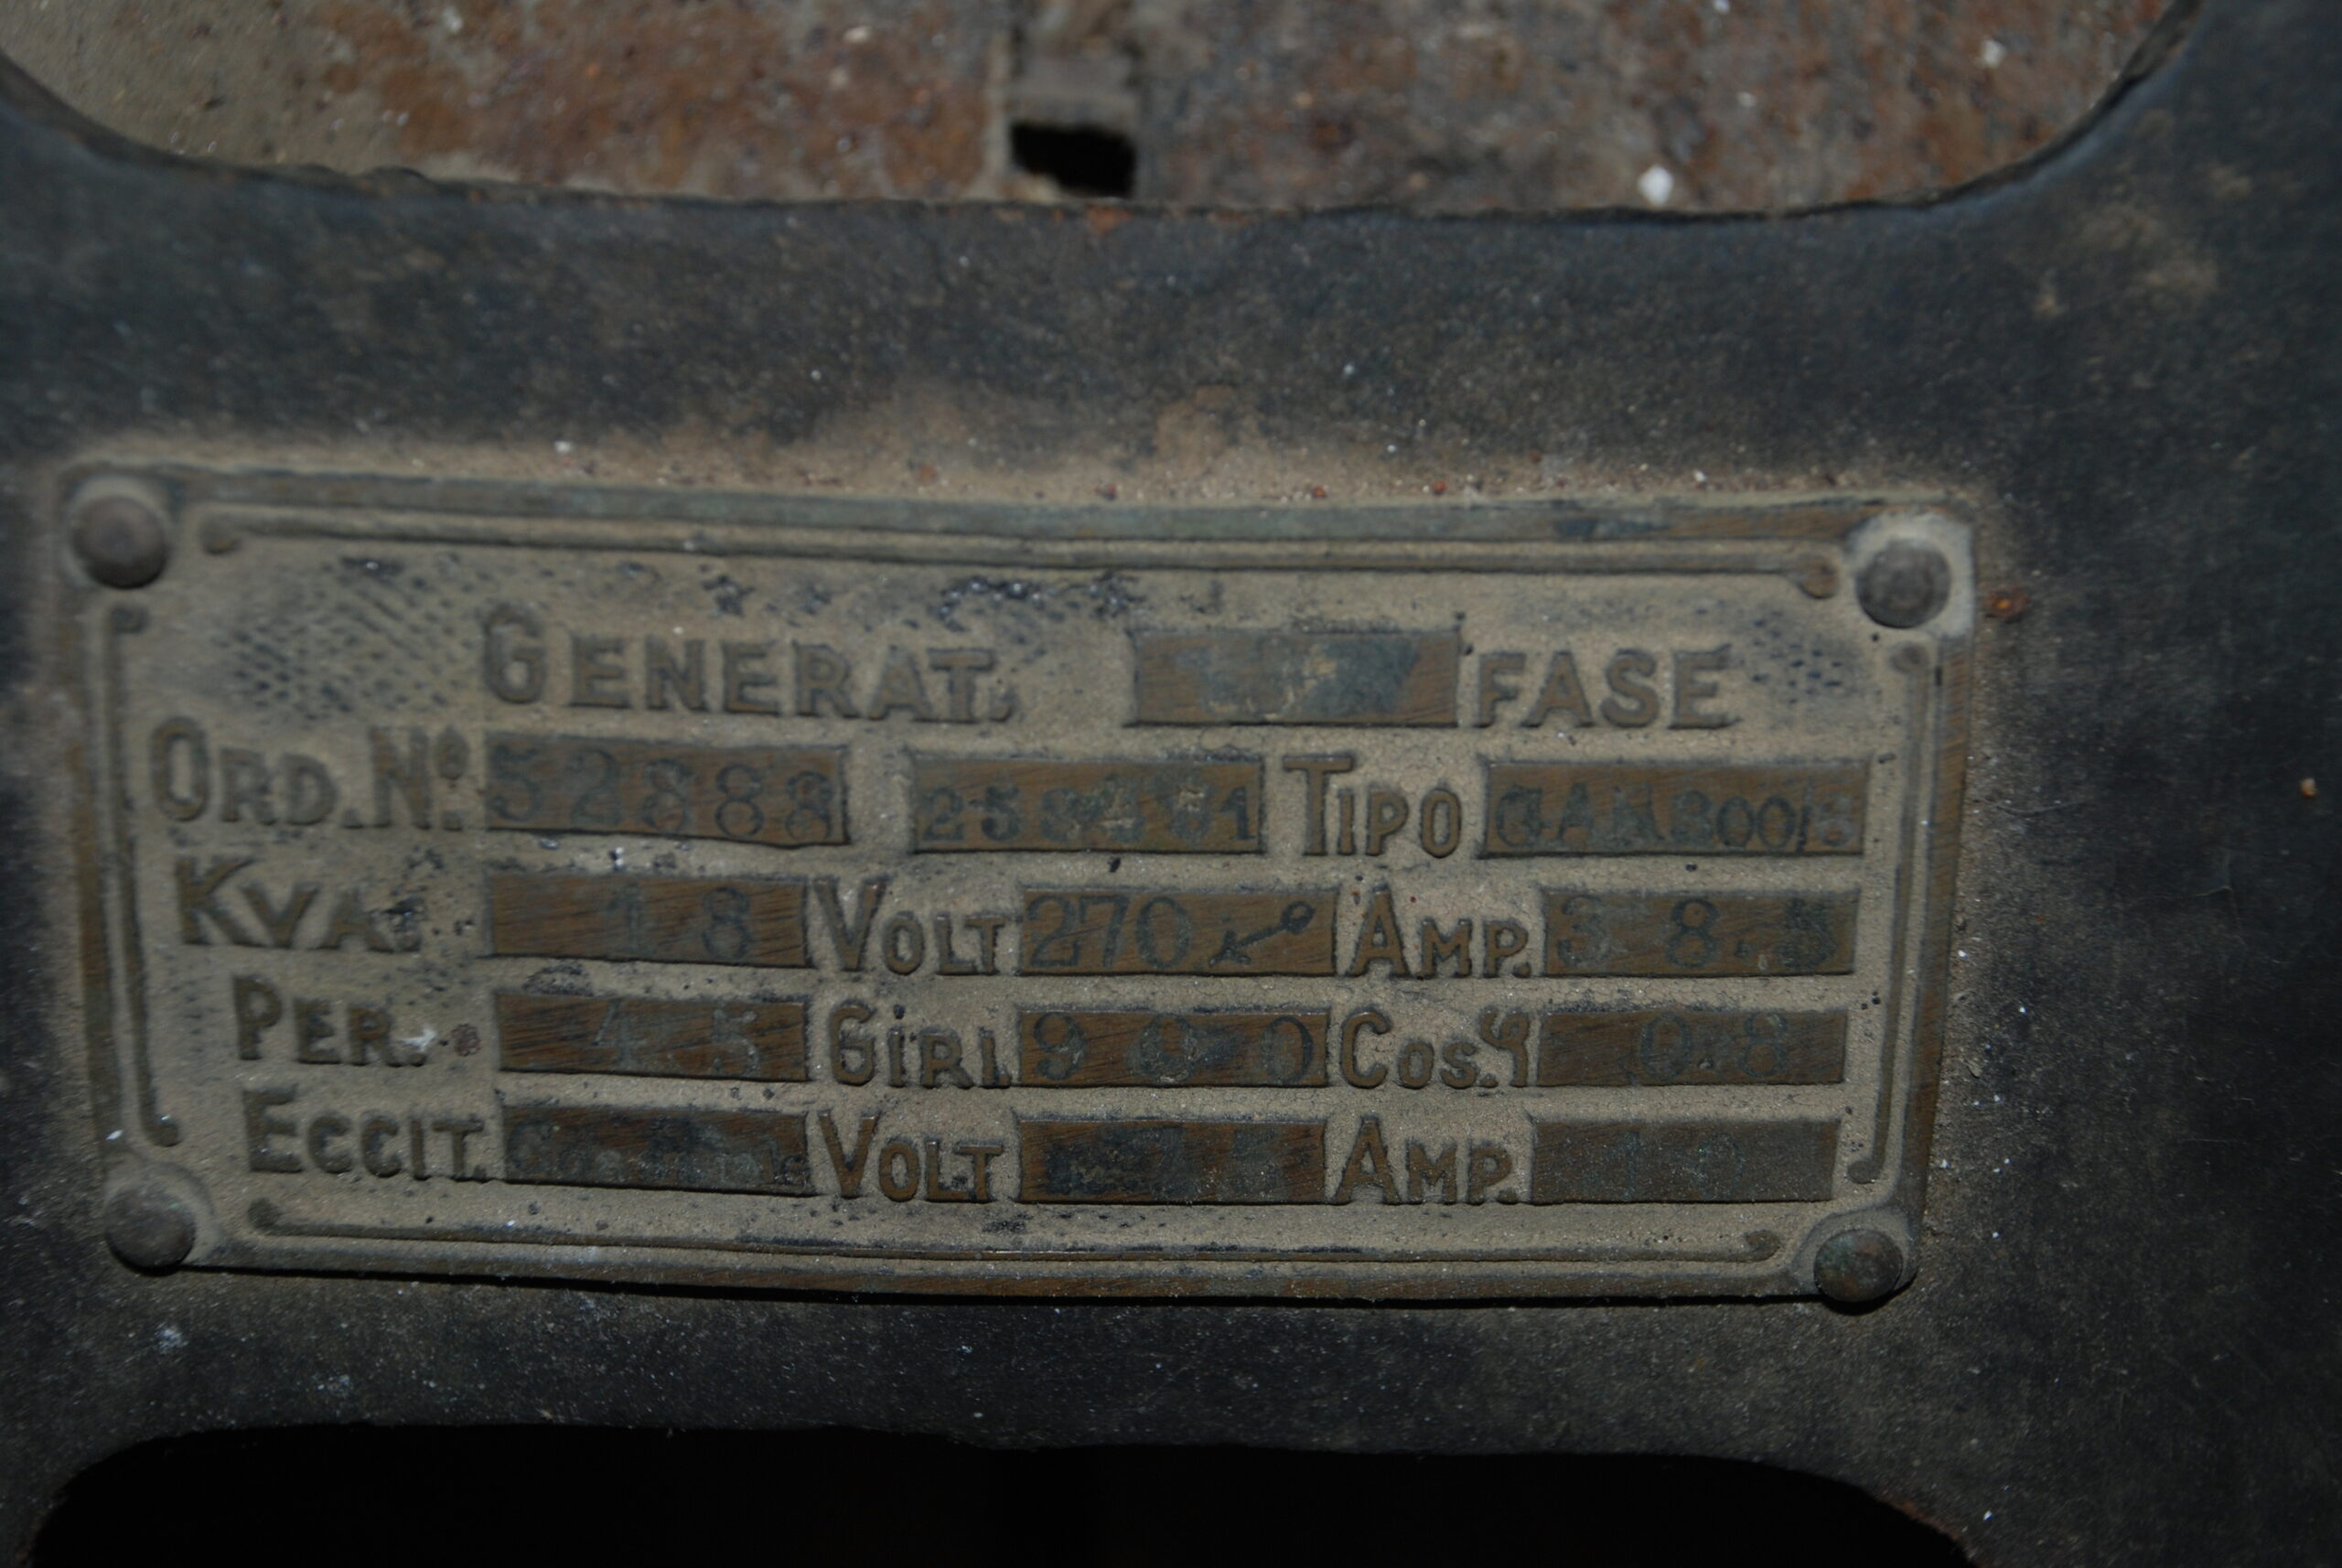 GENERAT. FASE
ORD. Nº. 52888 TIPO
KVA. 18 VOLT 270 AMP. 38.5
PER. 45 GIRI 900 COS.φ 0.8
ECCIT. VOLT AMP.